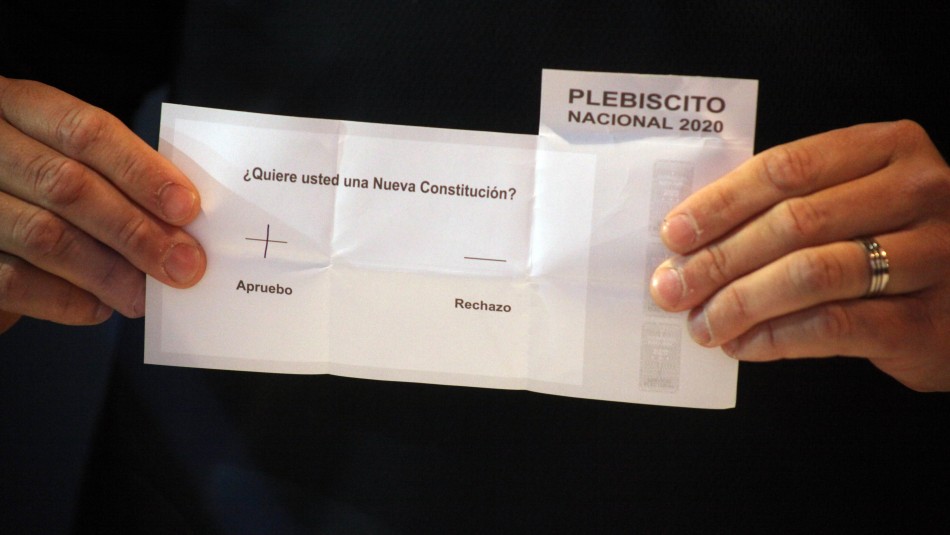 PLEBISCITO
NACIONAL 2020
¿Quiere usted una Nueva Constitución?
Apruebo
Rechazo